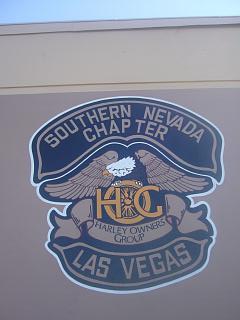 SOUTHERN NEVADA
CHAPTER
HOG
HARLEY OWNERS
GROUP
LAS VEGAS